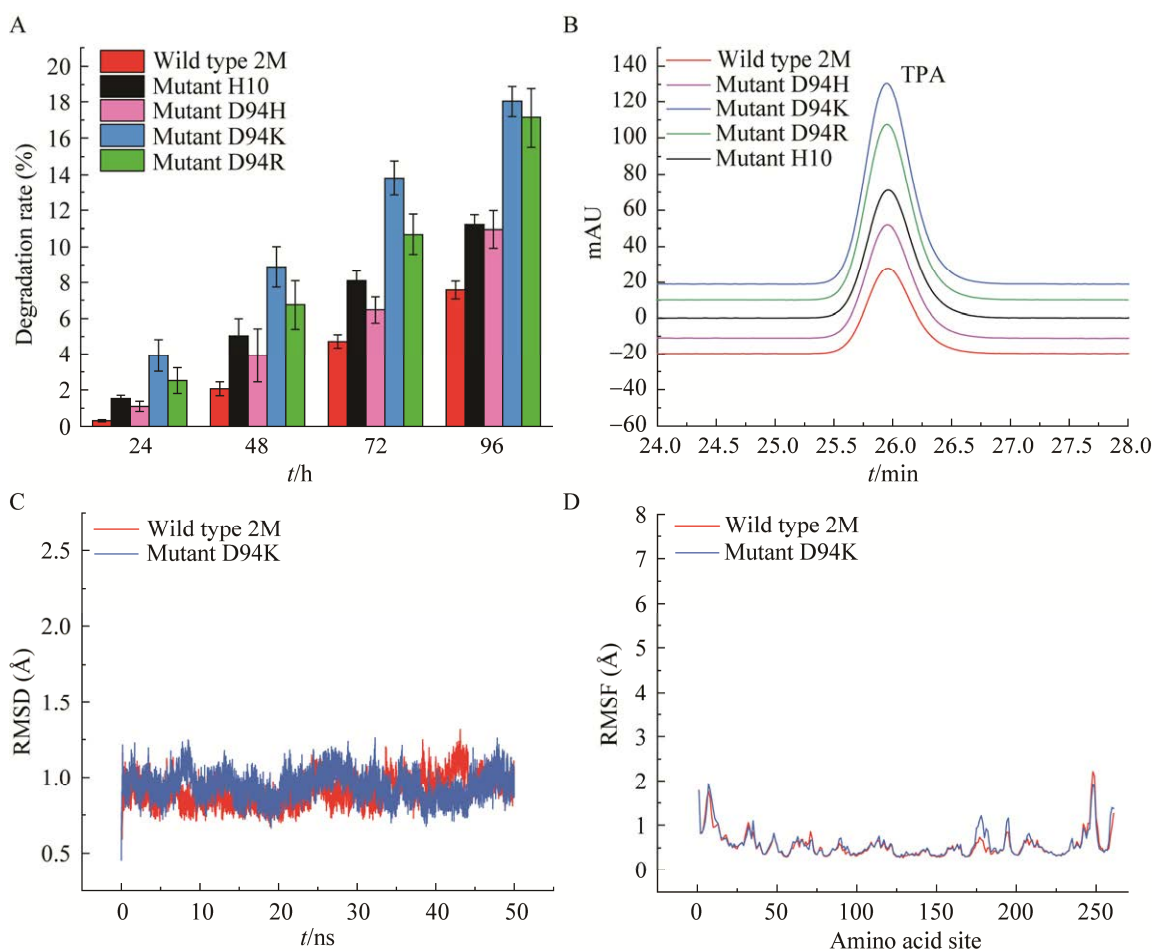 A
Wild type 2M
Mutant H10
Mutant D94H
Mutant D94K
Mutant D94R
Degradation rate (%)
20
18
16
14
12
10
8
6
4
2
0
24 48 72 96
t/h
B
Wild type 2M
Mutant D94H
Mutant D94K
Mutant D94R
Mutant H10
TPA
mAU
140
120
100
80
60
40
20
0
−20
−40
−60
24.0 24.5 25.0 25.5 26.0 26.5 27.0 27.5 28.0
t/min
C
Wild type 2M
Mutant D94K
RMSD (Å)
2.5
2.0
1.5
1.0
0.5
0 10 20 30 40 50
t/ns
D
Wild type 2M
Mutant D94K
RMSF (Å)
8
7
6
5
4
3
2
1
0
0 50 100 150 200 250
Amino acid site